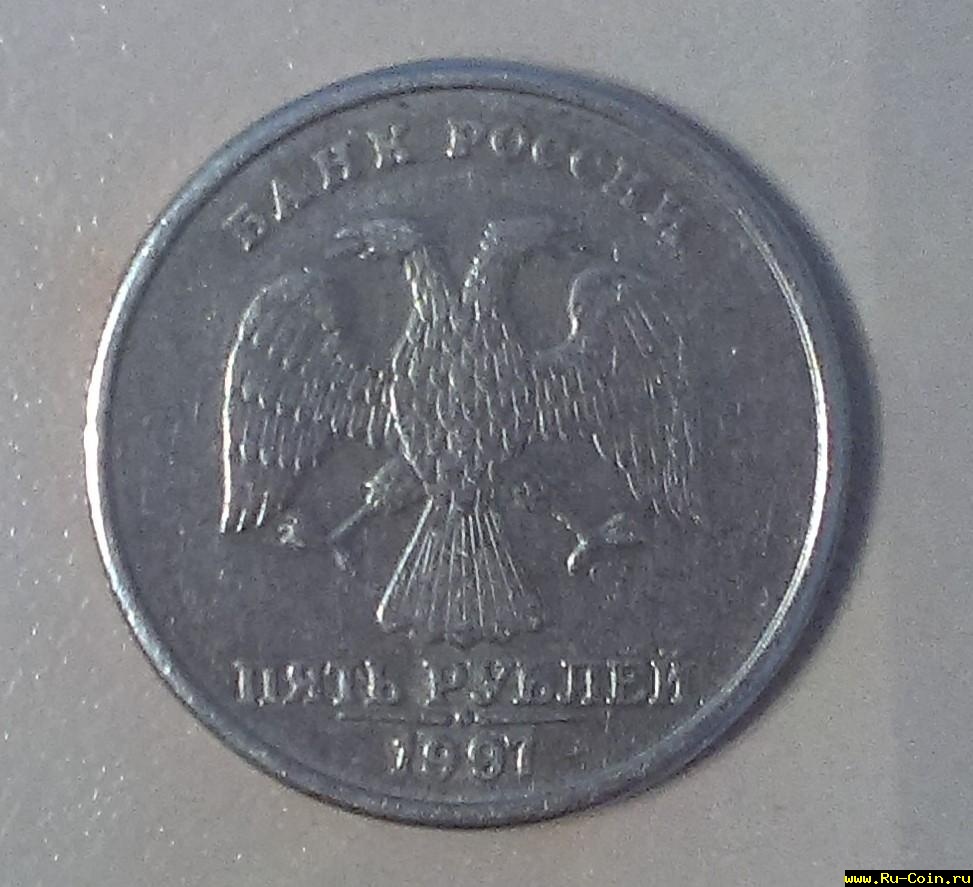 БАНК РОССИИ
ПЯТЬ РУБЛЕЙ
1997
www.Ru-Coin.ru